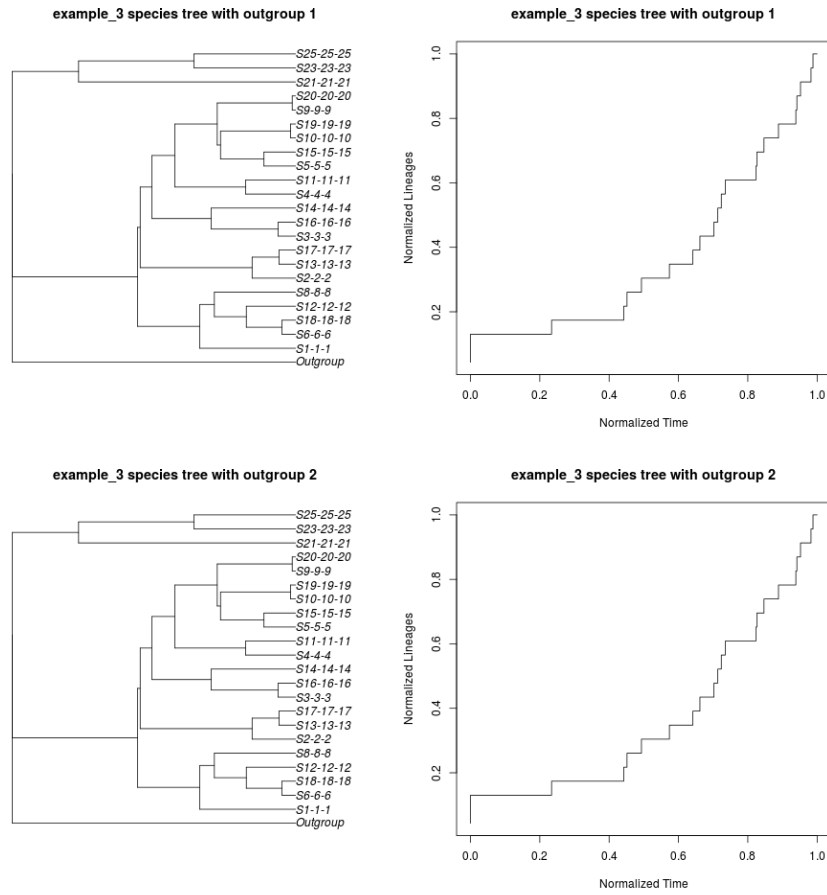 example_3 species tree with outgroup 1
S25-25-25
S23-23-23
S21-21-21
S20-20-20
S9-9-9
S19-19-19
S10-10-10
S15-15-15
S5-5-5
S11-11-11
S4-4-4
S14-14-14
S16-16-16
S3-3-3
S17-17-17
S13-13-13
S2-2-2
S8-8-8
S12-12-12
S18-18-18
S6-6-6
S1-1-1
Outgroup
example_3 species tree with outgroup 1
Normalized Lineages
1.0
0.8
0.6
0.4
0.2
0.0 0.2 0.4 0.6 0.8 1.0
Normalized Time
example_3 species tree with outgroup 2
S25-25-25
S23-23-23
S21-21-21
S20-20-20
S9-9-9
S19-19-19
S10-10-10
S15-15-15
S5-5-5
S11-11-11
S4-4-4
S14-14-14
S16-16-16
S3-3-3
S17-17-17
S13-13-13
S2-2-2
S8-8-8
S12-12-12
S18-18-18
S6-6-6
S1-1-1
Outgroup
example_3 species tree with outgroup 2
Normalized Lineages
1.0
0.8
0.6
0.4
0.2
0.0 0.2 0.4 0.6 0.8 1.0
Normalized Time